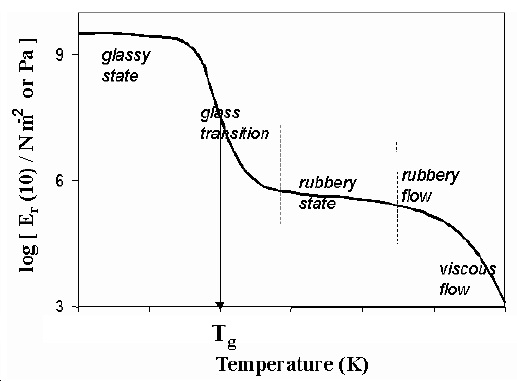 log [ Er (10) / N m-2 or Pa ]
9
6
3
glassy
state
glass
transition
rubbery
state
rubbery
flow
viscous
flow
Tg
Temperature (K)